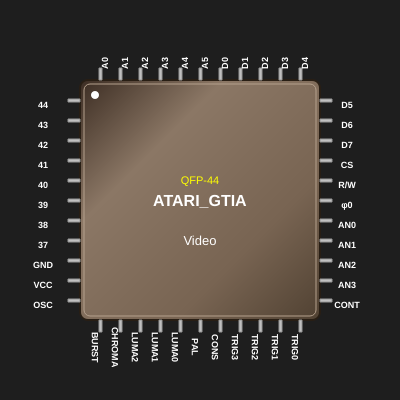 A0 A1 A2 A3 A4 A5 D0 D1 D2 D3 D4
44 D5
43 D6
42 D7
41 CS
40 R/W
39 φ0
38 AN0
37 AN1
GND AN2
VCC AN3
OSC CONT
QFP-44
ATARI_GTIA
Video
BURST CHROMA LUMA2 LUMA1 LUMA0 PAL CONS TRIG3 TRIG2 TRIG1 TRIG0